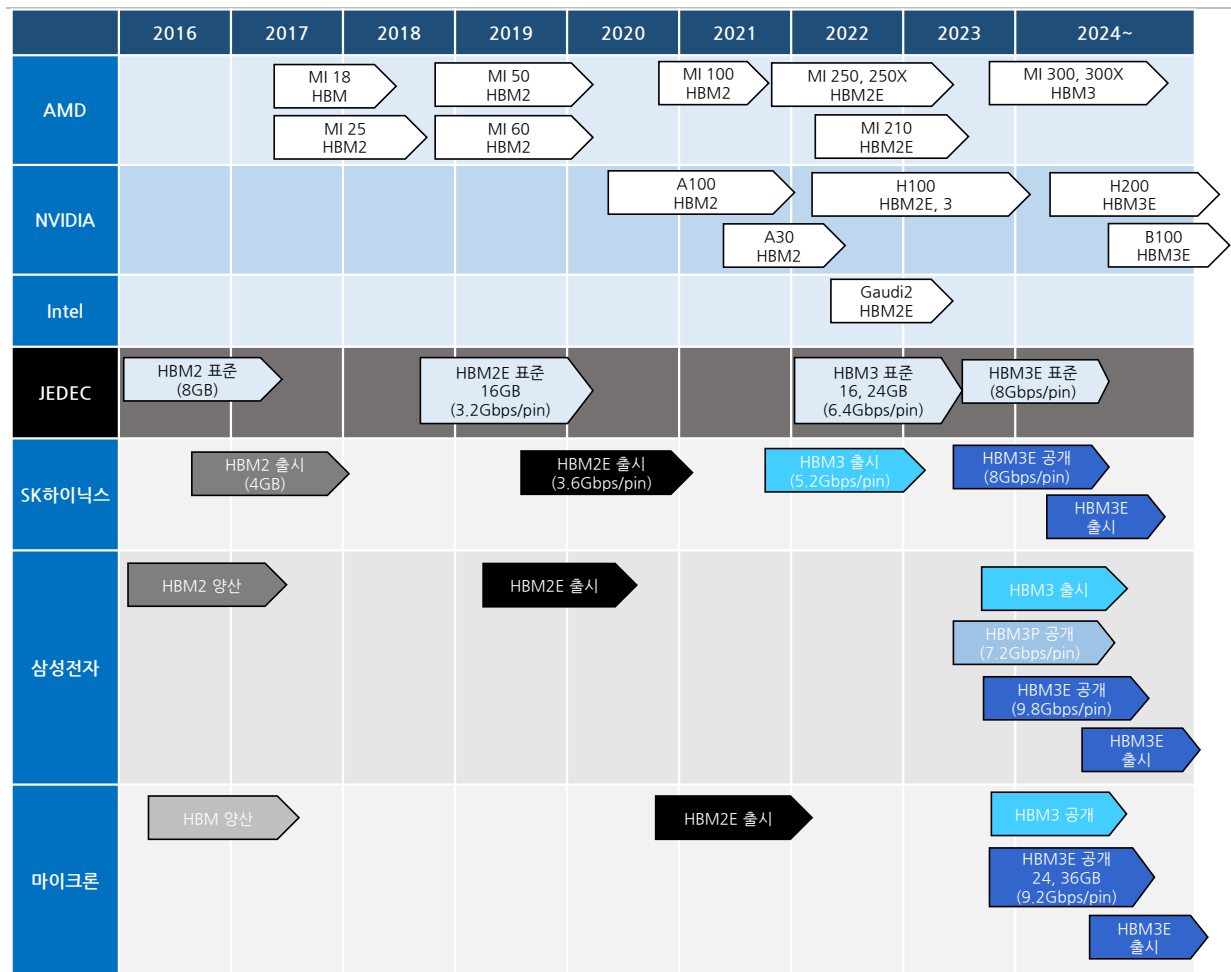 2016 2017 2018 2019 2020 2021 2022 2023 2024~
AMD
MI 18
HBM
MI 50
HBM2
MI 100
HBM2
MI 250, 250X
HBM2E
MI 300, 300X
HBM3
MI 25
HBM2
MI 60
HBM2
MI 210
HBM2E
NVIDIA
A100
HBM2
H100
HBM2E, 3
H200
HBM3E
A30
HBM2
B100
HBM3E
Intel
Gaudi2
HBM2E
JEDEC
HBM2 표준
(8GB)
HBM2E 표준
16GB
(3.2Gbps/pin)
HBM3 표준
16, 24GB
(6.4Gbps/pin)
HBM3E 표준
(8Gbps/pin)
SK하이닉스
HBM2 출시
(4GB)
HBM2E 출시
(3.6Gbps/pin)
HBM3 출시
(5.2Gbps/pin)
HBM3E 공개
(8Gbps/pin)
HBM3E
출시
삼성전자
HBM2 양산
HBM2E 출시
HBM3 출시
HBM3P 공개
(7.2Gbps/pin)
HBM3E 공개
(9.8Gbps/pin)
HBM3E
출시
마이크론
HBM 양산
HBM2E 출시
HBM3 공개
HBM3E 공개
24, 36GB
(9.2Gbps/pin)
HBM3E
출시